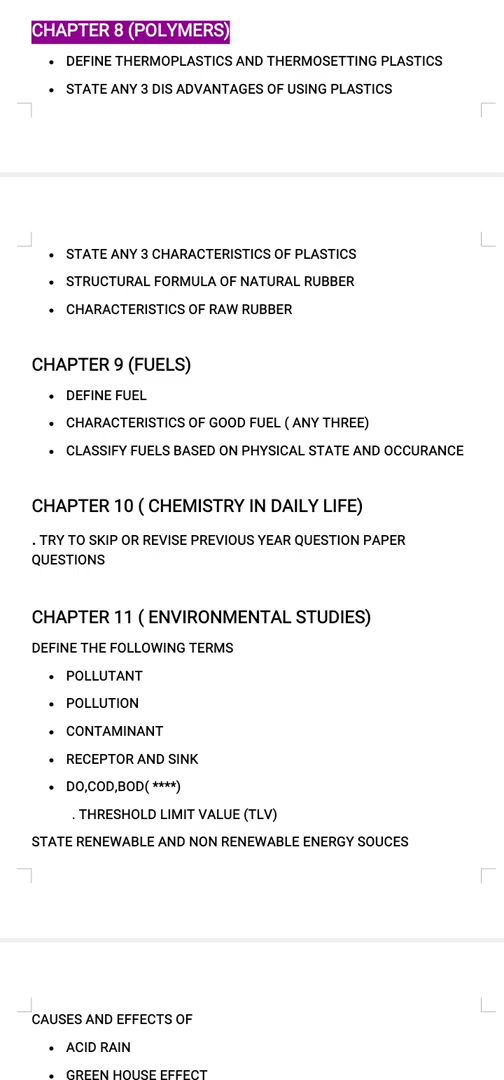 CHAPTER 8 (POLYMERS)
• DEFINE THERMOPLASTICS AND THERMOSETTING PLASTICS
• STATE ANY 3 DIS ADVANTAGES OF USING PLASTICS
• STATE ANY 3 CHARACTERISTICS OF PLASTICS
• STRUCTURAL FORMULA OF NATURAL RUBBER
• CHARACTERISTICS OF RAW RUBBER
CHAPTER 9 (FUELS)
• DEFINE FUEL
• CHARACTERISTICS OF GOOD FUEL ( ANY THREE)
• CLASSIFY FUELS BASED ON PHYSICAL STATE AND OCCURANCE
CHAPTER 10 ( CHEMISTRY IN DAILY LIFE)
. TRY TO SKIP OR REVISE PREVIOUS YEAR QUESTION PAPER
QUESTIONS
CHAPTER 11 ( ENVIRONMENTAL STUDIES)
DEFINE THE FOLLOWING TERMS
• POLLUTANT
• POLLUTION
• CONTAMINANT
• RECEPTOR AND SINK
• DO,COD,BOD( ****)
. THRESHOLD LIMIT VALUE (TLV)
STATE RENEWABLE AND NON RENEWABLE ENERGY SOUCES
CAUSES AND EFFECTS OF
• ACID RAIN
• GREEN HOUSE EFFECT